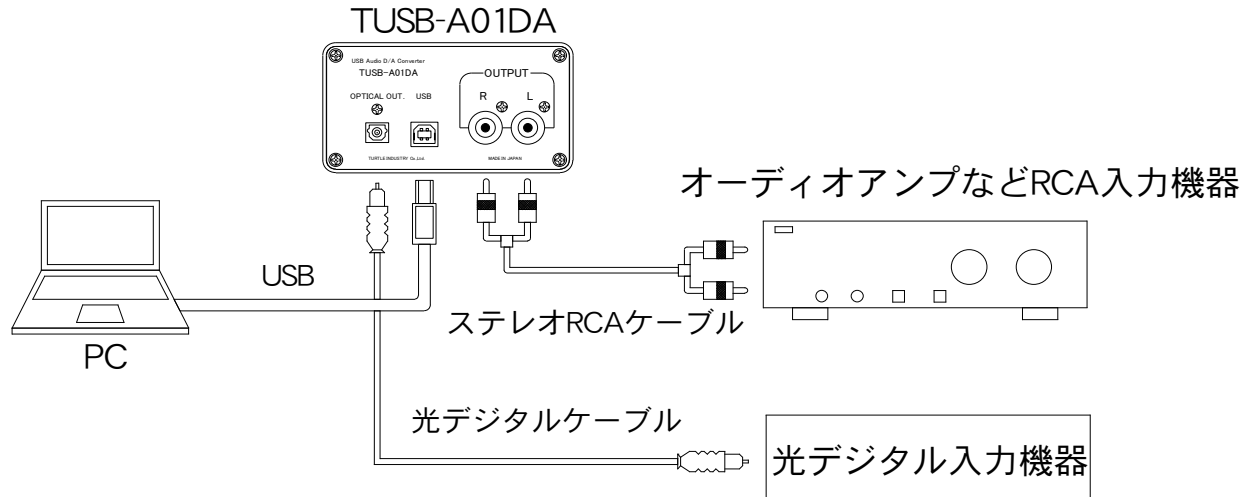 TUSB-A01DA
USB Audio D/A Converter
TUSB-A01DA
OUTPUT
OPTICAL OUT. USB
R L
TURTLE INDUSTRY Co.,Ltd. MADE IN JAPAN
オーディオアンプなどRCA入力機器
USB
ステレオRCAケーブル
PC
光デジタルケーブル
光デジタル入力機器